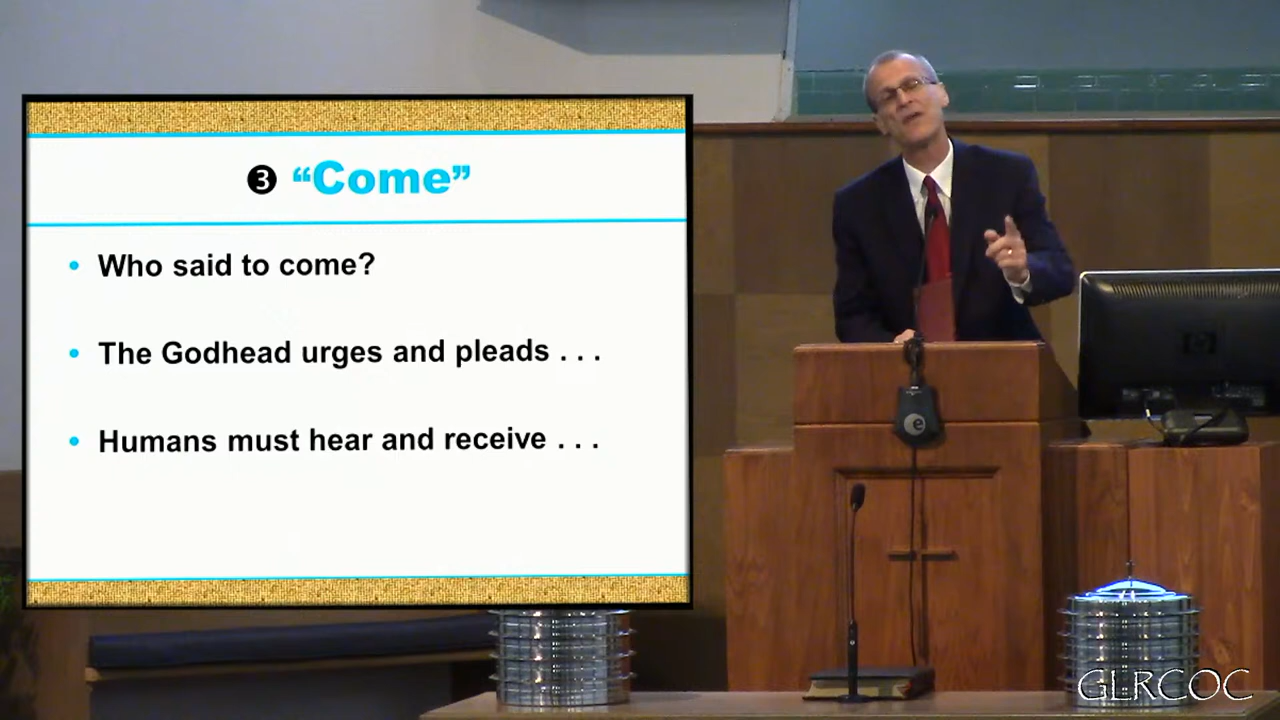 ❸ “Come”
• Who said to come?
• The Godhead urges and pleads . . .
• Humans must hear and receive . . .
e
GLRCOC